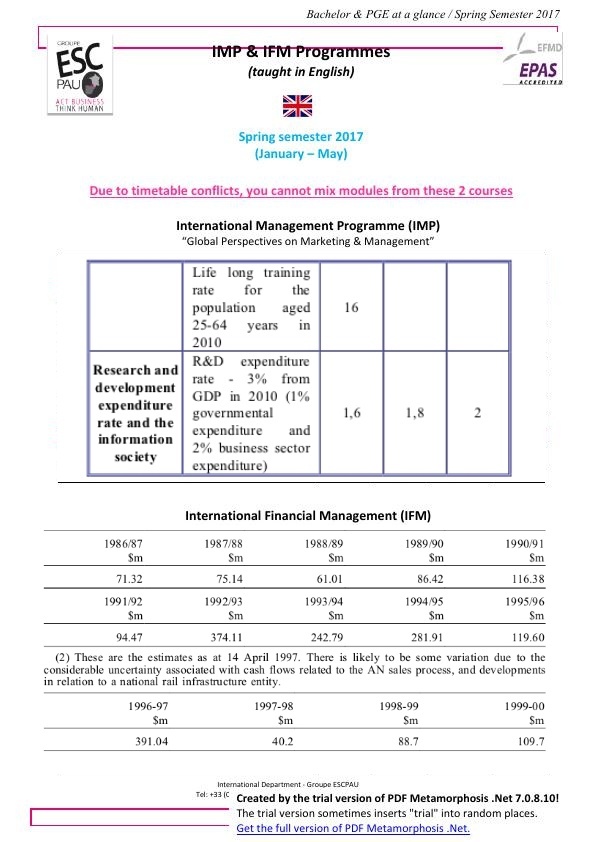 Bachelor & PGE at a glance / Spring Semester 2017
GROUPE
ESC
PAU
ACT BUSINESS
THINK HUMAN
IMP & IFM Programmes
(taught in English)
EFMD
EPAS
ACCREDITED
Spring semester 2017
(January – May)
Due to timetable conflicts, you cannot mix modules from these 2 courses
International Management Programme (IMP)
“Global Perspectives on Marketing & Management”
Life long training
rate for the
population aged 16
25-64 years in
2010
Research and
development
expenditure
rate and the
information
society
R&D expenditure
rate - 3% from
GDP in 2010 (1%
governmental
expenditure and
2% business sector
expenditure)
1,6 1,8 2
International Financial Management (IFM)
1986/87 1987/88 1988/89 1989/90 1990/91
$m $m $m $m $m
71.32 75.14 61.01 86.42 116.38
1991/92 1992/93 1993/94 1994/95 1995/96
$m $m $m $m $m
94.47 374.11 242.79 281.91 119.60
(2) These are the estimates as at 14 April 1997. There is likely to be some variation due to the
considerable uncertainty associated with cash flows related to the AN sales process, and developments
in relation to a national rail infrastructure entity.
1996-97 1997-98 1998-99 1999-00
$m $m $m $m
391.04 40.2 88.7 109.7
International Department - Groupe ESCPAU
Tel: +33 (0
Created by the trial version of PDF Metamorphosis .Net 7.0.8.10!
The trial version sometimes inserts "trial" into random places.
Get the full version of PDF Metamorphosis .Net.